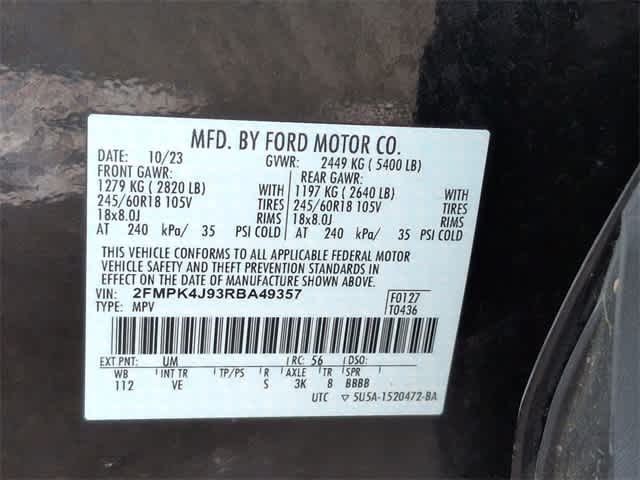 MFD. BY FORD MOTOR CO.
DATE: 10/23 GVWR: 2449 KG ( 5400 LB)
FRONT GAWR: REAR GAWR:
1279 KG ( 2820 LB) WITH 1197 KG ( 2640 LB) WITH
245/60R18 105V TIRES 245/60R18 105V TIRES
18x8.0J RIMS 18x8.0J RIMS
AT 240 kPa/ 35 PSI COLD AT 240 kPa/ 35 PSI COLD
THIS VEHICLE CONFORMS TO ALL APPLICABLE FEDERAL MOTOR
VEHICLE SAFETY AND THEFT PREVENTION STANDARDS IN
EFFECT ON THE DATE OF MANUFACTURE SHOWN ABOVE.
VIN: 2FMPK4J93RBA49357 F0127
TYPE: MPV T0436
EXT PNT: UM RC: 56 DSO:
WB INT TR TP/PS R AXLE TR SPR
112 VE S 3K 8 BBBB
UTC ▽ 5U5A-1520472-BA